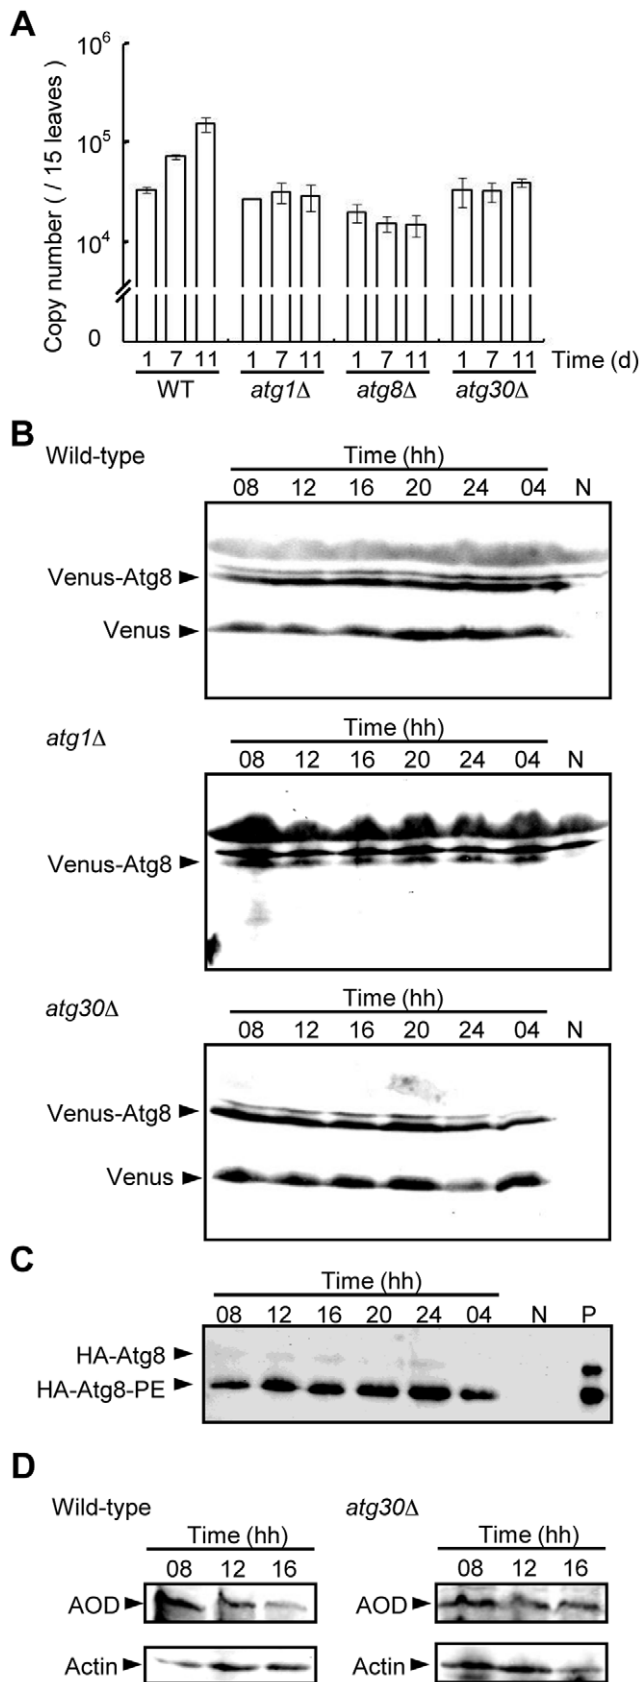 A
Copy number ( / 15 leaves )
10^6
10^5
10^4
0
1 7 11 1 7 11 1 7 11 1 7 11 Time (d)
WT atg1Δ atg8Δ atg30Δ
B
Wild-type Time (hh)
08 12 16 20 24 04 N
Venus-Atg8
Venus
atg1Δ Time (hh)
08 12 16 20 24 04 N
Venus-Atg8
atg30Δ Time (hh)
08 12 16 20 24 04 N
Venus-Atg8
Venus
C
Time (hh)
08 12 16 20 24 04 N P
HA-Atg8
HA-Atg8-PE
D
Wild-type atg30Δ
Time (hh) Time (hh)
08 12 16 08 12 16
AOD AOD
Actin Actin